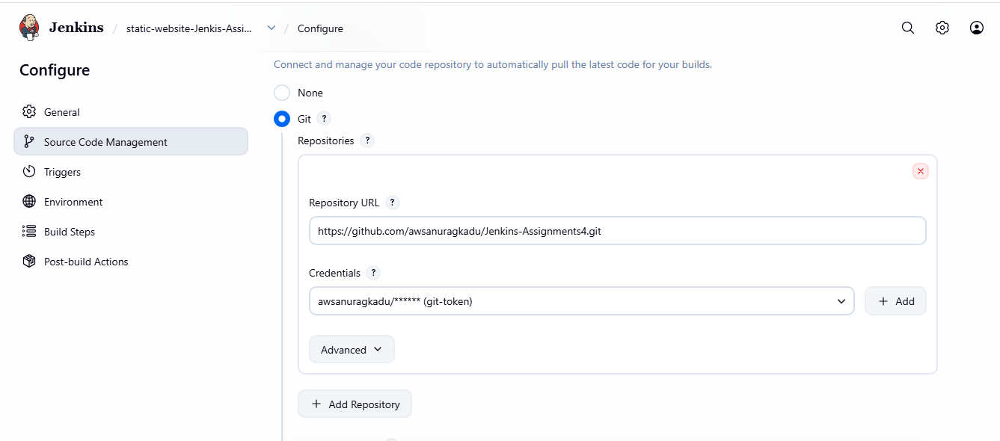 Jenkins / static-website-Jenkis-Assi... / Configure
Configure
General
Source Code Management
Triggers
Environment
Build Steps
Post-build Actions
Connect and manage your code repository to automatically pull the latest code for your builds.
None
Git ?
Repositories ?
Repository URL ?
https://github.com/awsanuragkadu/Jenkins-Assignments4.git
Credentials ?
awsanuragkadu/****** (git-token)
+ Add
Advanced
+ Add Repository